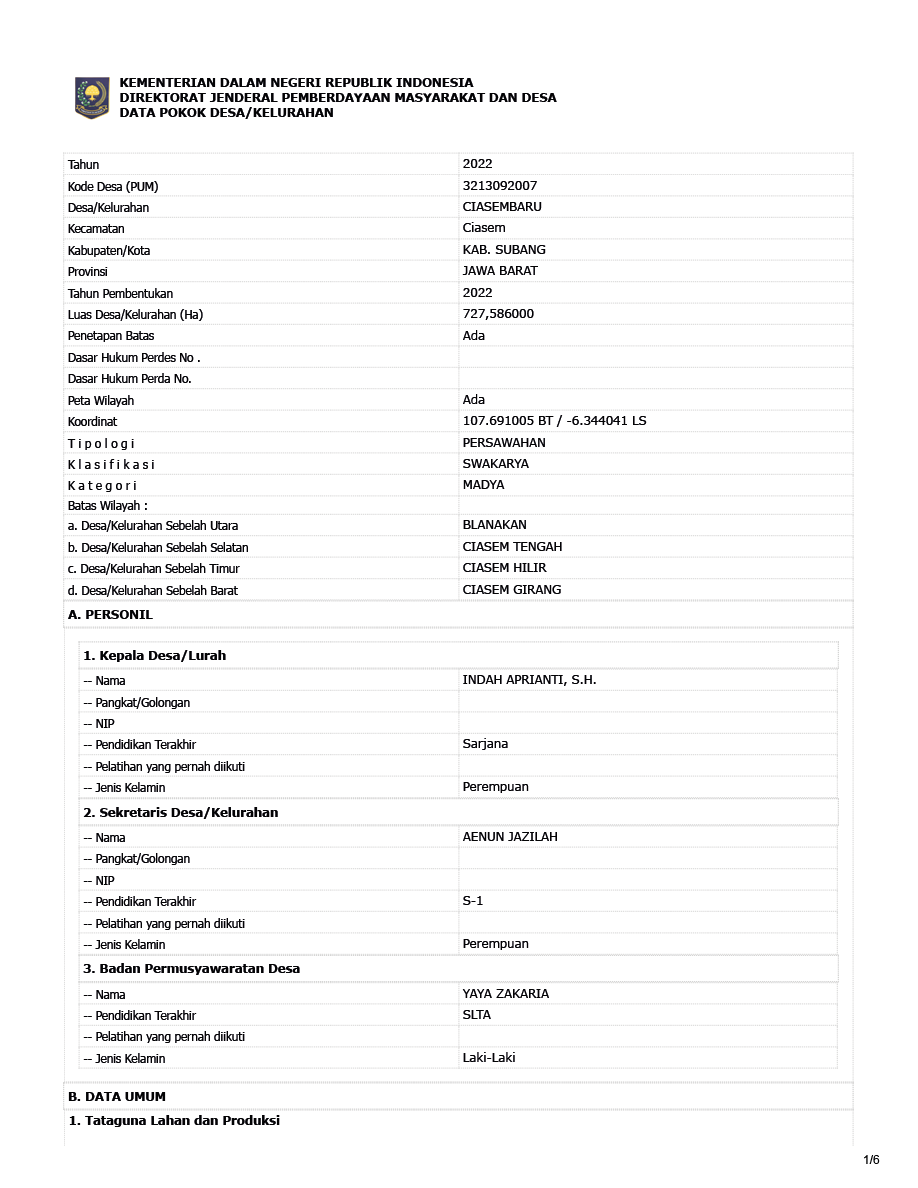 KEMENTERIAN DALAM NEGERI REPUBLIK INDONESIA
DIREKTORAT JENDERAL PEMBERDAYAAN MASYARAKAT DAN DESA
DATA POKOK DESA/KELURAHAN
Tahun 2022
Kode Desa (PUM) 3213092007
Desa/Kelurahan CIASEMBARU
Kecamatan Ciasem
Kabupaten/Kota KAB. SUBANG
Provinsi JAWA BARAT
Tahun Pembentukan 2022
Luas Desa/Kelurahan (Ha) 727,586000
Penetapan Batas Ada
Dasar Hukum Perdes No .
Dasar Hukum Perda No.
Peta Wilayah Ada
Koordinat 107.691005 BT / -6.344041 LS
T i p o l o g i PERSAWAHAN
K l a s i f i k a s i SWAKARYA
K a t e g o r i MADYA
Batas Wilayah :
a. Desa/Kelurahan Sebelah Utara BLANAKAN
b. Desa/Kelurahan Sebelah Selatan CIASEM TENGAH
c. Desa/Kelurahan Sebelah Timur CIASEM HILIR
d. Desa/Kelurahan Sebelah Barat CIASEM GIRANG
A. PERSONIL
1. Kepala Desa/Lurah
-- Nama INDAH APRIANTI, S.H.
-- Pangkat/Golongan
-- NIP
-- Pendidikan Terakhir Sarjana
-- Pelatihan yang pernah diikuti
-- Jenis Kelamin Perempuan
2. Sekretaris Desa/Kelurahan
-- Nama AENUN JAZILAH
-- Pangkat/Golongan
-- NIP
-- Pendidikan Terakhir S-1
-- Pelatihan yang pernah diikuti
-- Jenis Kelamin Perempuan
3. Badan Permusyawaratan Desa
-- Nama YAYA ZAKARIA
-- Pendidikan Terakhir SLTA
-- Pelatihan yang pernah diikuti
-- Jenis Kelamin Laki-Laki
B. DATA UMUM
1. Tataguna Lahan dan Produksi
1/6